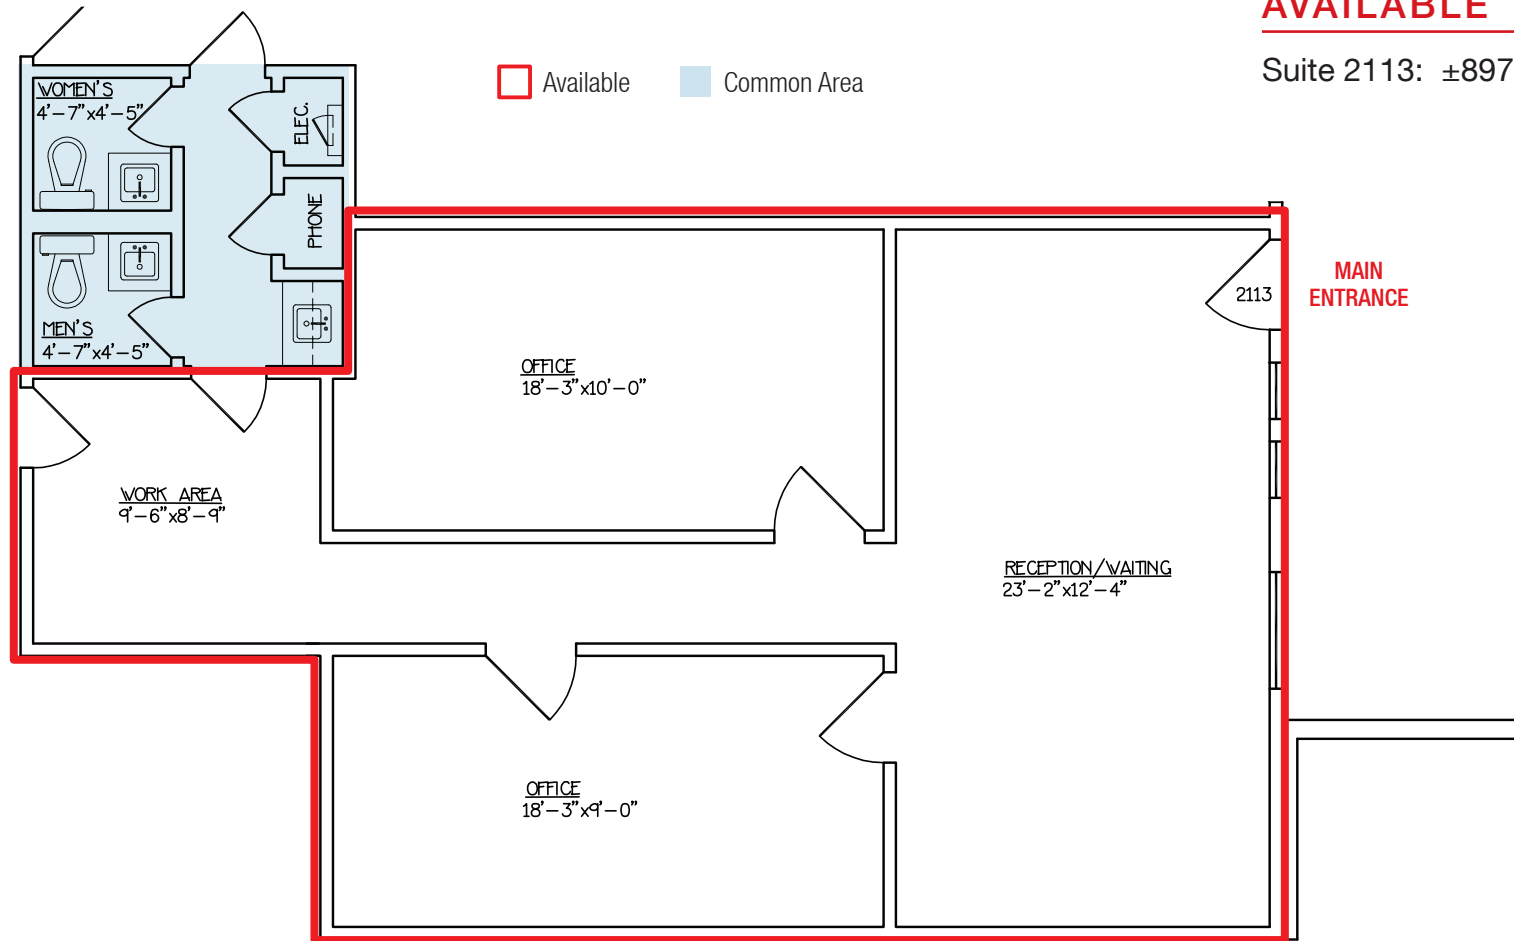 AVAILABLE
Suite 2113: ±897
Available
Common Area
WOMEN'S
4'-7"x4'-5"
ELEC.
PHONE
MEN'S
4'-7"x4'-5"
MAIN
ENTRANCE
2113
OFFICE
18'-3"x10'-0"
WORK AREA
9'-6"x8'-9"
RECEPTION/WAITING
23'-2"x12'-4"
OFFICE
18'-3"x9'-0"